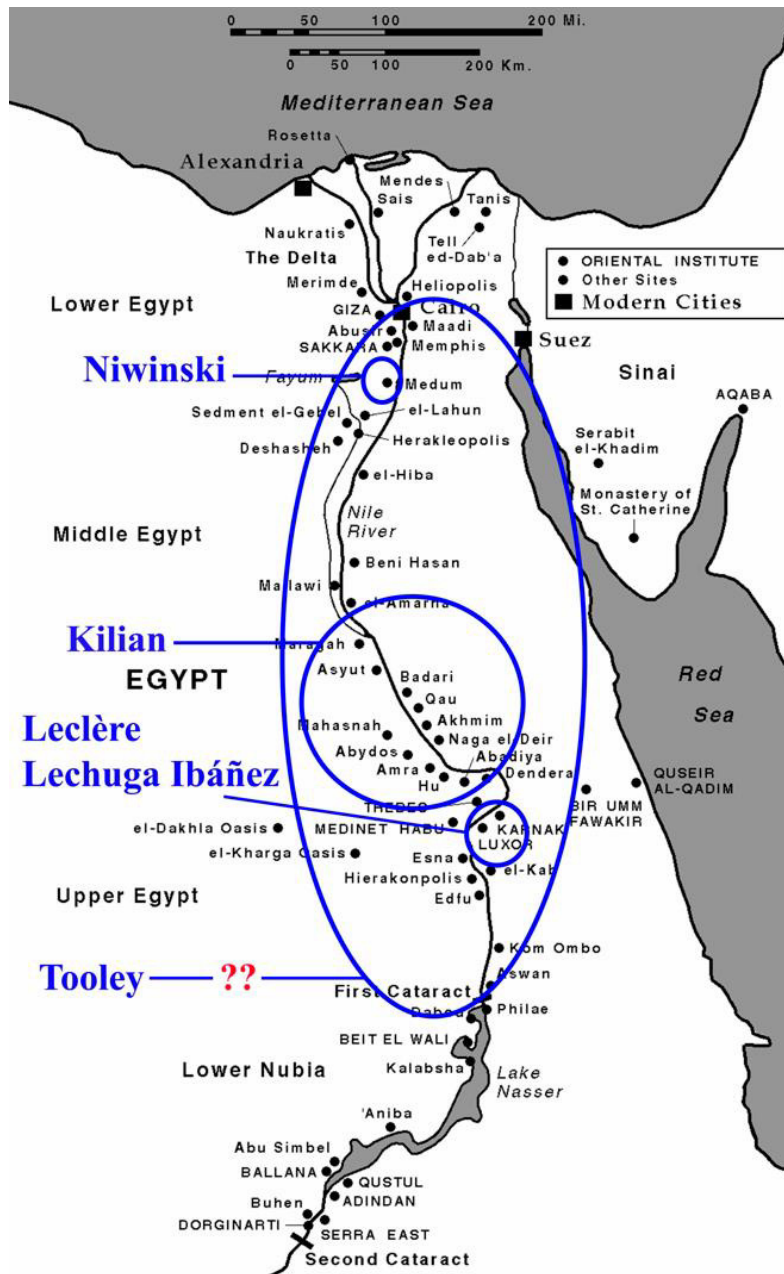 0 50 100 200 Mi.
0 50 100 200 Km.
Mediterranean Sea
Rosetta
Alexandria
Mendes
Tanis
Sais
Naukratis
Tell
ed-Dab'a
The Delta
● ORIENTAL INSTITUTE
● Other Sites
■ Modern Cities
Merimde
Heliopolis
Lower Egypt
GIZA
Cairo
Abusir
Maadi
Suez
SAKKARA
Memphis
Niwinski
Fayum
Medum
Sinai
AQABA
Sedment el-Gebel
el-Lahun
Herakleopolis
Deshasheh
Serabit
el-Khadim
el-Hiba
Monastery of
St. Catherine
Nile
River
Middle Egypt
Beni Hasan
Mallawi
el-Amarna
Kilian
Maragah
Asyut
EGYPT
Badari
Red
Sea
Qau
Leclère
Akhmim
Mahasnah
Naga el-Deir
Lechuga Ibáñez
Abydos
Abadiya
Amra
Dendera
Hu
QUSEIR
AL-QADIM
THEBES
BIR UMM
FAWAKIR
el-Dakhla Oasis
MEDINET HABU
KARNAK
LUXOR
el-Kharga Oasis
Esna
el-Kab
Hierakonpolis
Upper Egypt
Edfu
Kom Ombo
Tooley ??
Aswan
First Cataract
Philae
Dabod
BEIT EL WALI
Lower Nubia
Kalabsha
Lake
Nasser
'Aniba
Abu Simbel
BALLANA
QUSTUL
ADINDAN
Buhen
DORGINARTI
SERRA EAST
Second Cataract